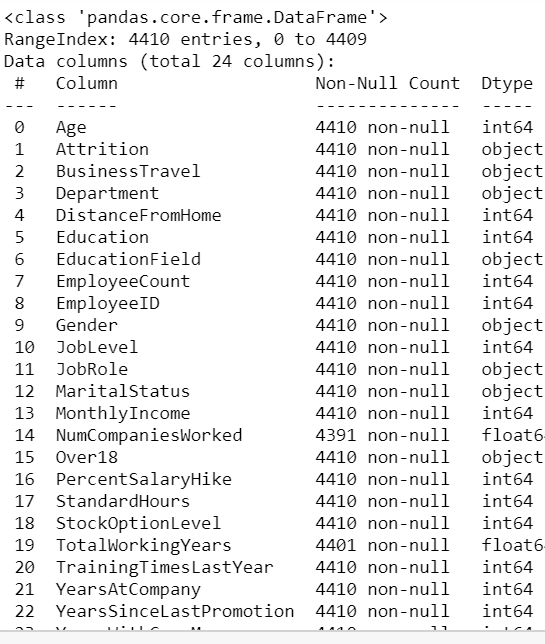 <class 'pandas.core.frame.DataFrame'>
RangeIndex: 4410 entries, 0 to 4409
Data columns (total 24 columns):
 #   Column                   Non-Null Count  Dtype
---  ------                   --------------  -----
 0   Age                      4410 non-null   int64
 1   Attrition                4410 non-null   object
 2   BusinessTravel           4410 non-null   object
 3   Department               4410 non-null   object
 4   DistanceFromHome         4410 non-null   int64
 5   Education                4410 non-null   int64
 6   EducationField           4410 non-null   object
 7   EmployeeCount            4410 non-null   int64
 8   EmployeeID               4410 non-null   int64
 9   Gender                   4410 non-null   object
 10  JobLevel                 4410 non-null   int64
 11  JobRole                  4410 non-null   object
 12  MaritalStatus            4410 non-null   object
 13  MonthlyIncome            4410 non-null   int64
 14  NumCompaniesWorked       4391 non-null   float6
 15  Over18                   4410 non-null   object
 16  PercentSalaryHike        4410 non-null   int64
 17  StandardHours            4410 non-null   int64
 18  StockOptionLevel         4410 non-null   int64
 19  TotalWorkingYears        4401 non-null   float6
 20  TrainingTimesLastYear    4410 non-null   int64
 21  YearsAtCompany           4410 non-null   int64
 22  YearsSinceLastPromotion  4410 non-null   int64